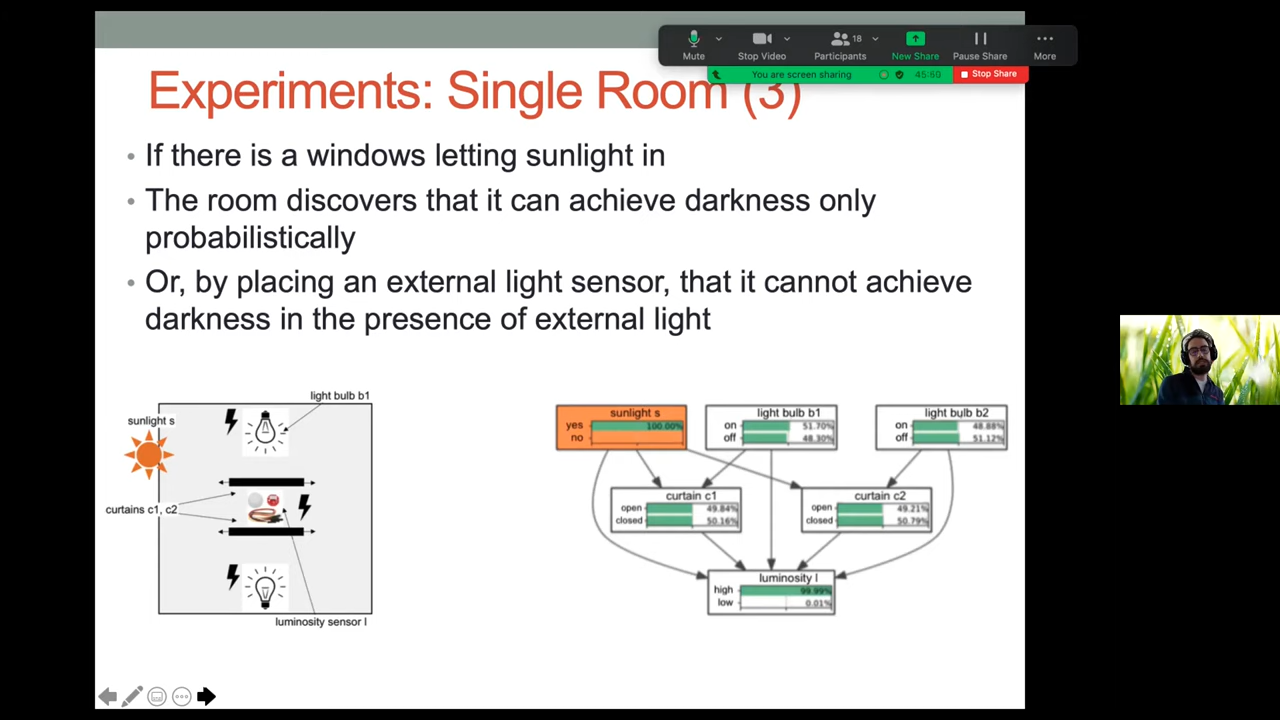 18
Mute
Stop Video
Participants
New Share
Pause Share
More
You are screen sharing
45:60
Stop Share
Experiments: Single Room (3)
If there is a windows letting sunlight in
The room discovers that it can achieve darkness only
probabilistically
Or, by placing an external light sensor, that it cannot achieve
darkness in the presence of external light
light bulb b1
sunlight s
curtains c1, c2
luminosity sensor l
sunlight s
yes 100.00%
no
light bulb b1
on 51.70%
off 48.30%
light bulb b2
on 48.88%
off 51.12%
curtain c1
open 49.84%
closed 50.16%
curtain c2
open 49.21%
closed 50.79%
luminosity l
high 99.99%
low 0.01%